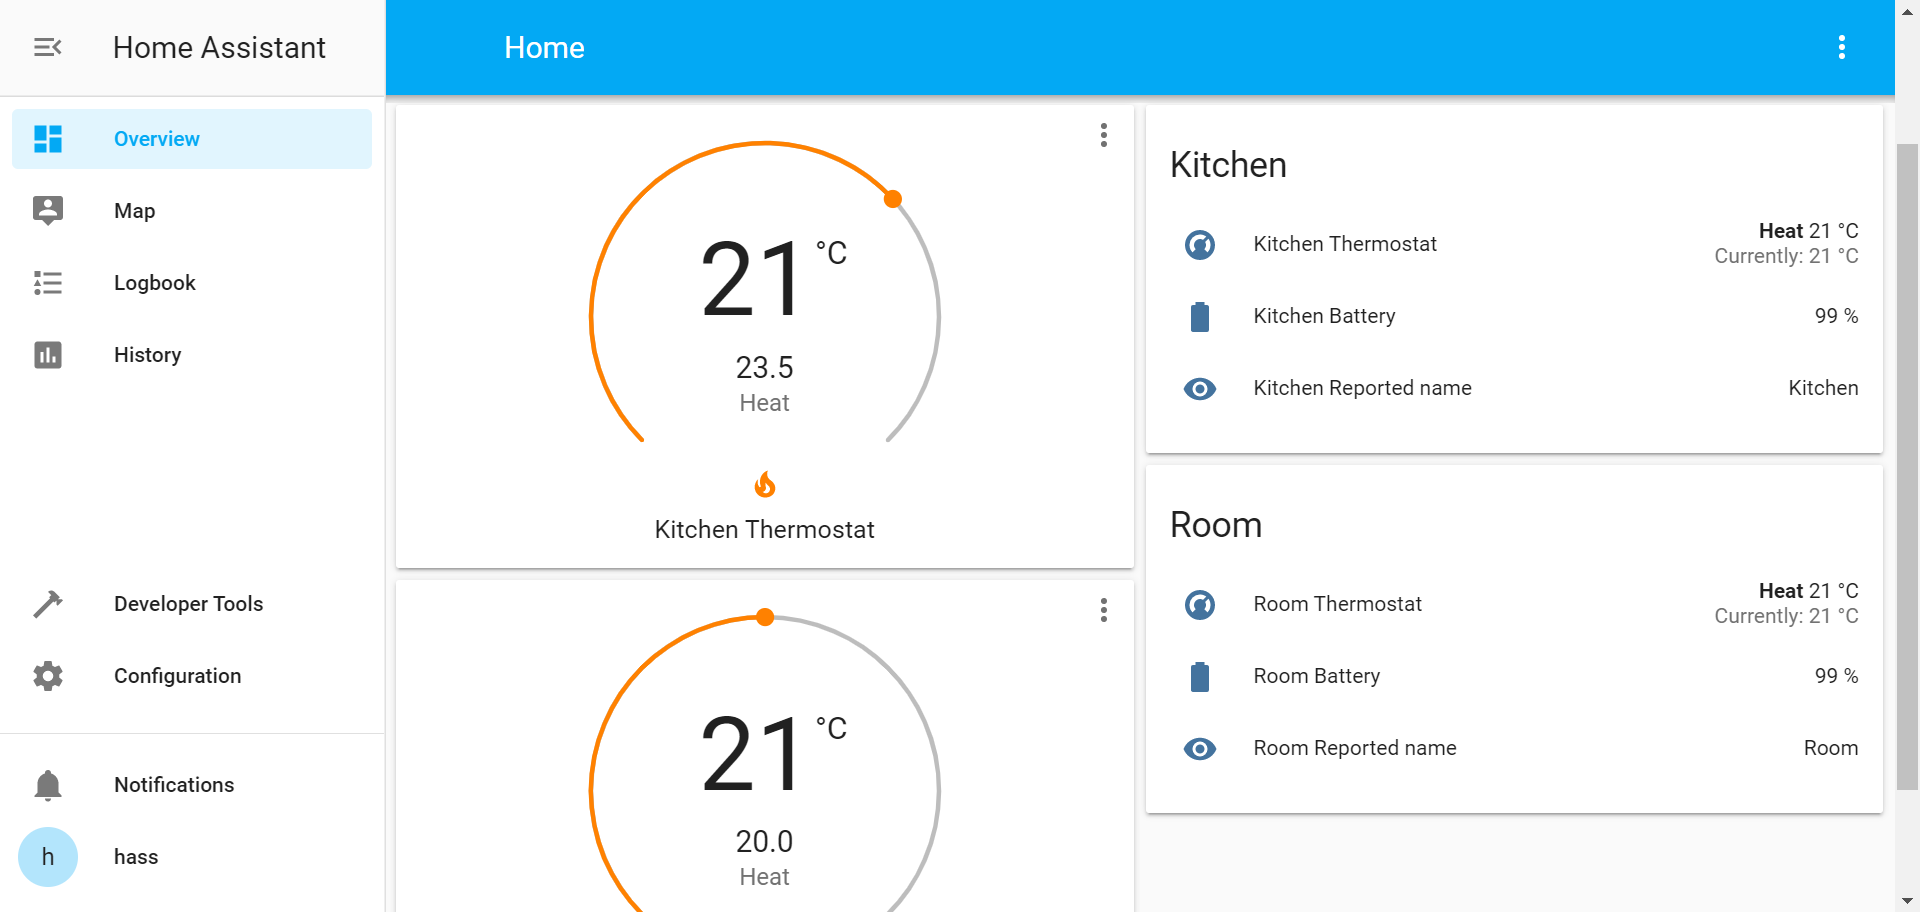 Home Assistant
Overview
Map
Logbook
History
Developer Tools
Configuration
Notifications
h
hass
Home
21 °C
23.5
Heat
Kitchen Thermostat
21 °C
20.0
Heat
Kitchen
Kitchen Thermostat
Heat 21 °C
Currently: 21 °C
Kitchen Battery
99 %
Kitchen Reported name
Kitchen
Room
Room Thermostat
Heat 21 °C
Currently: 21 °C
Room Battery
99 %
Room Reported name
Room